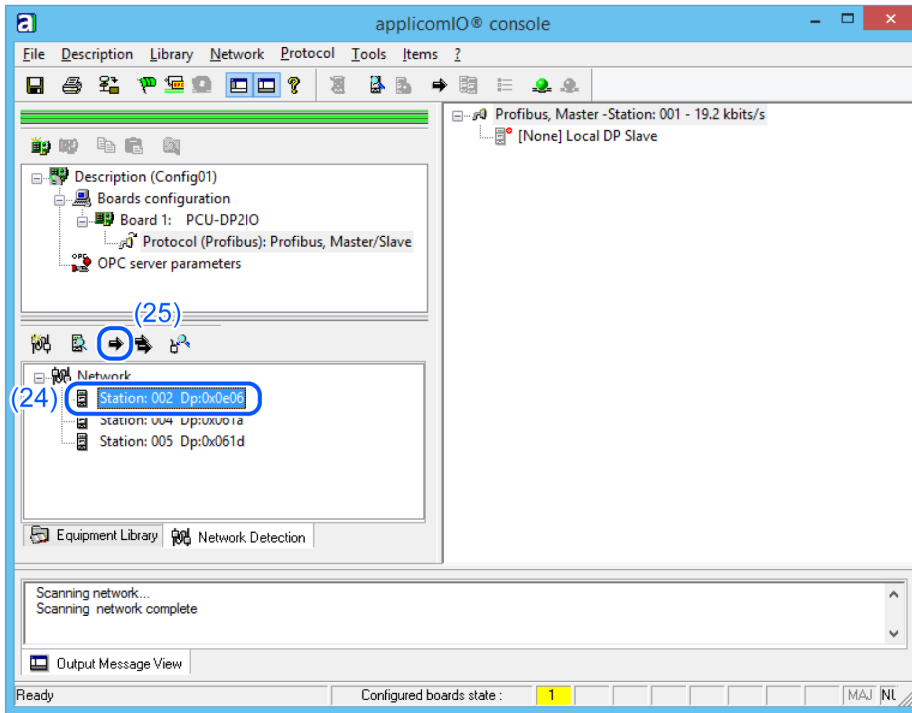 applicomIO® console
File Description Library Network Protocol Tools Items ?
Profibus, Master -Station: 001 - 19.2 kbits/s
[None] Local DP Slave
Description (Config01)
Boards configuration
Board 1: PCU-DP2IO
Protocol (Profibus): Profibus, Master/Slave
OPC server parameters
(25)
Network
(24)
Station: 002 Dp:0x0e06
Station: 004 Dp:0x061a
Station: 005 Dp:0x061d
Equipment Library
Network Detection
Scanning network...
Scanning network complete
Output Message View
Ready
Configured boards state :
1
MAJ